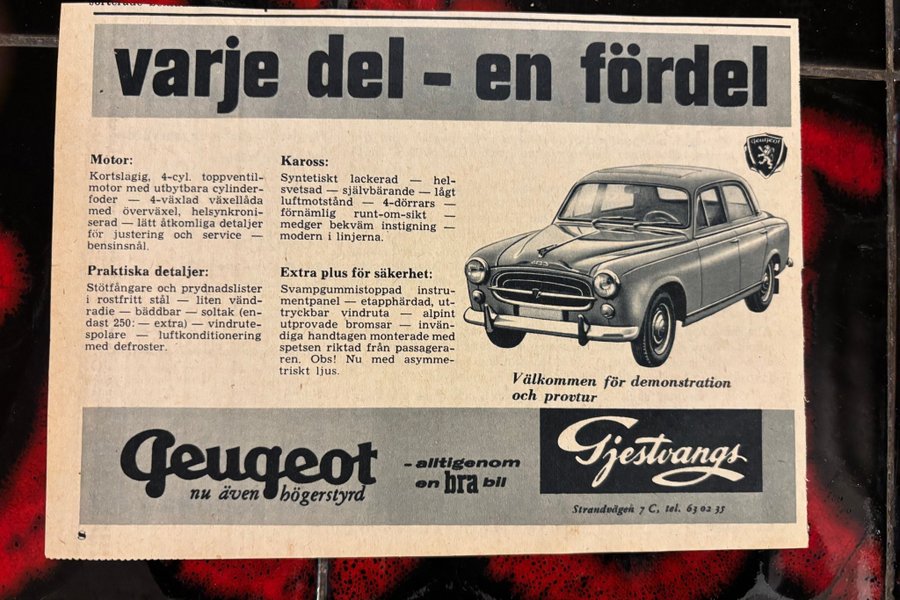 varje del - en fördel
Motor:
Kortslagig, 4-cyl. toppventil-
motor med utbytbara cylinder-
foder — 4-växlad växellåda
med överväxel, helsynkroni-
serad — lätt åtkomliga detaljer
för justering och service —
bensinsnål.
Praktiska detaljer:
Stötfångare och prydnadslister
i rostfritt stål — liten vänd-
radie — bäddbar — soltak (en-
dast 250: — extra) — vindrute-
spolare — luftkonditionering
med defroster.
Kaross:
Syntetiskt lackerad — hel-
svetsad — självbärande — lågt
luftmotstånd — 4-dörrars —
förnämlig runt-om-sikt —
medger bekväm instigning —
modern i linjerna.
Extra plus för säkerhet:
Svampgummistoppad instru-
mentpanel — etapphärdad, ut-
tryckbar vindruta — alpint
utprovade bromsar — invän-
diga handtagen monterade med
spetsen riktad från passagera-
ren. Obs! Nu med asymme-
triskt ljus.
Peugeot
403
Välkommen för demonstration
och provtur
Peugeot
nu även högerstyrd
- alltigenom
en bra bil
Gjestvangs
Strandvägen 7 C, tel. 63 02 35
8